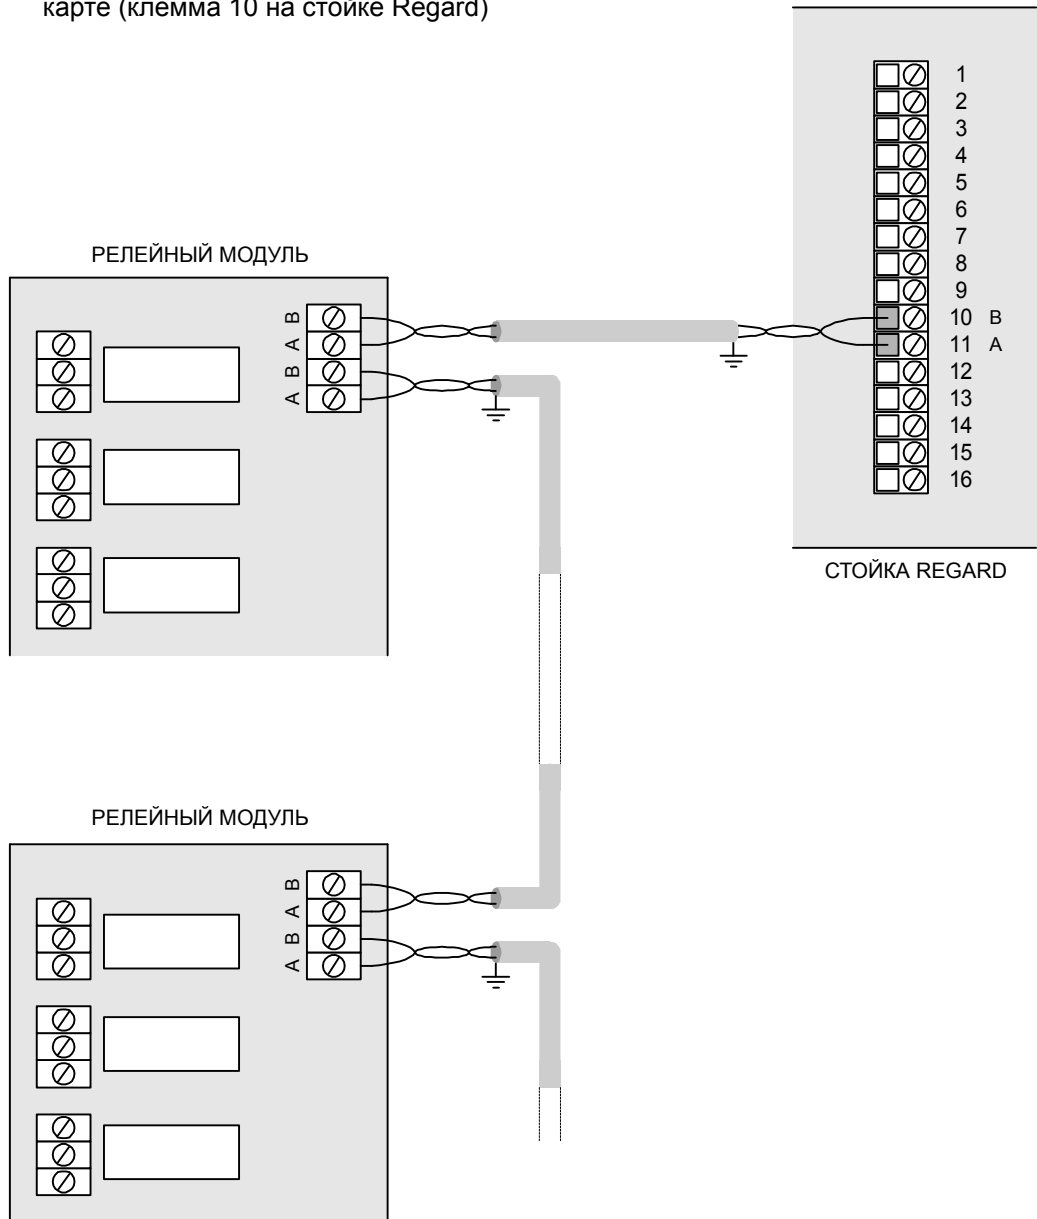 карте (клемма 10 на стойке Regard)
1
2
3
4
5
6
7
8
9
10 B
11 A
12
13
14
15
16
СТОЙКА REGARD
РЕЛЕЙНЫЙ МОДУЛЬ
B
A
B
A
РЕЛЕЙНЫЙ МОДУЛЬ
B
A
B
A